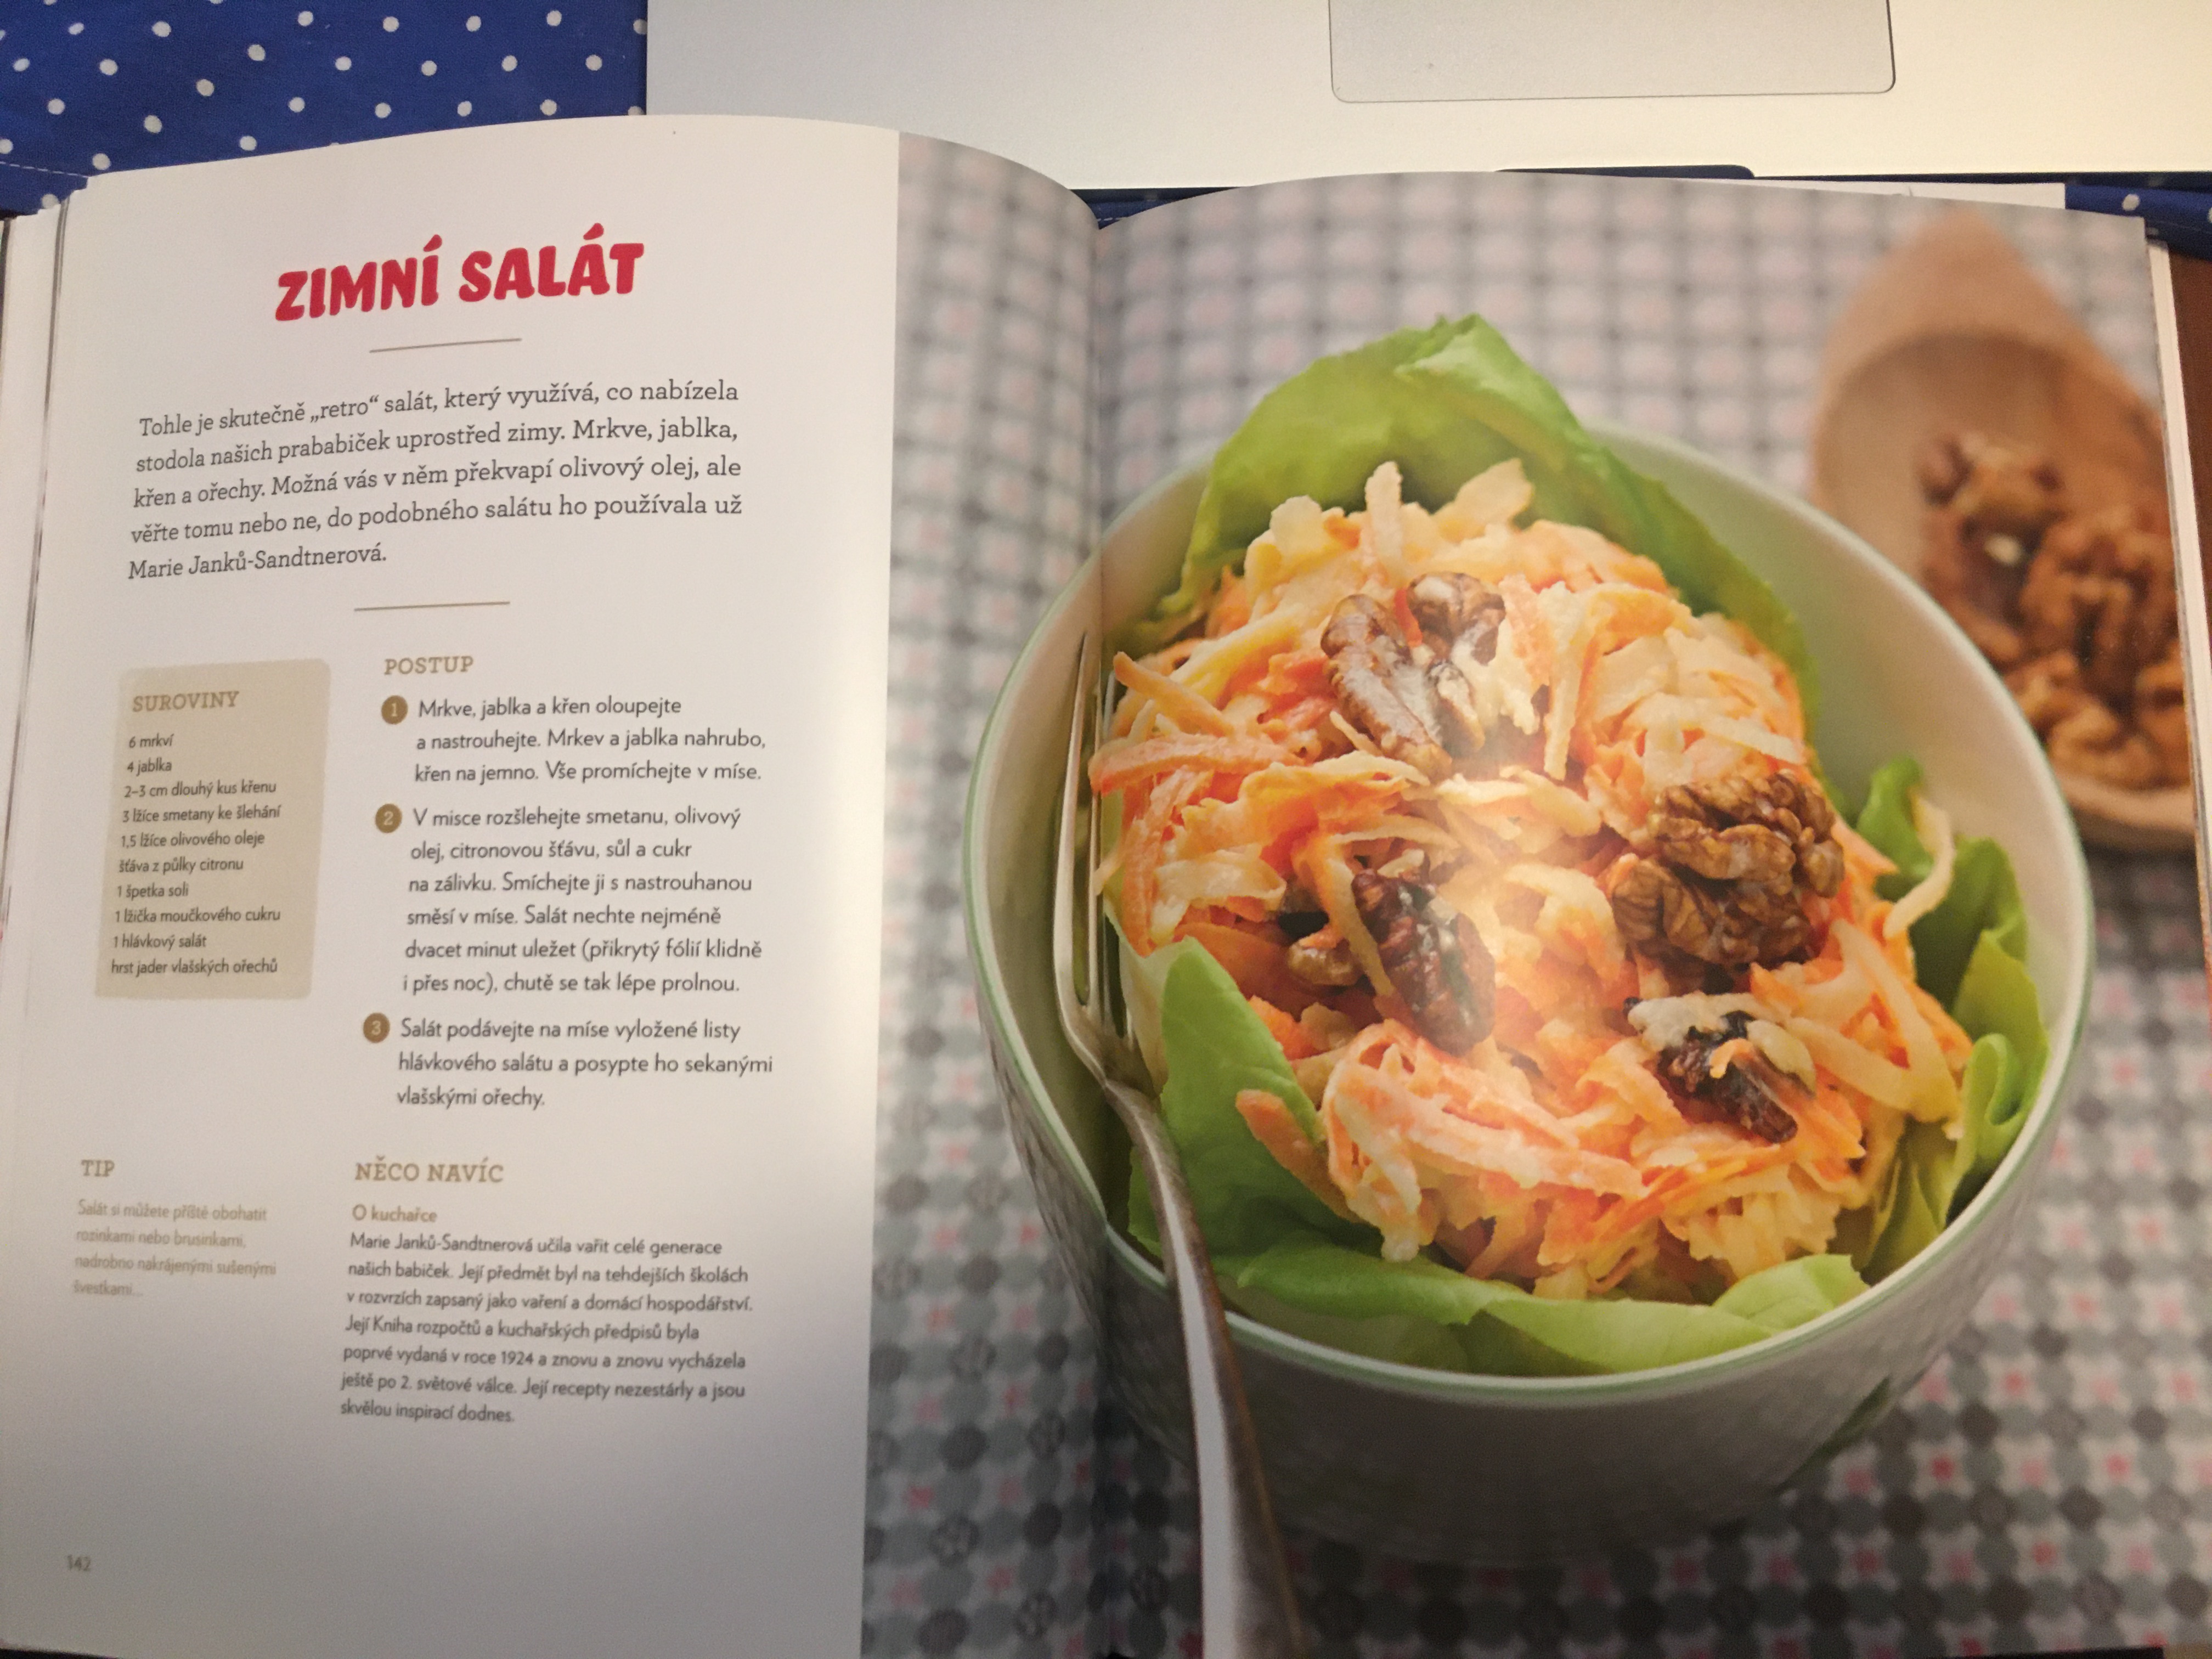 ZIMNÍ SALÁT
Tohle je skutečně „retro“ salát, který využívá, co nabízela
stodola našich prababiček uprostřed zimy. Mrkve, jablka,
křen a ořechy. Možná vás v něm překvapí olivový olej, ale
věřte tomu nebo ne, do podobného salátu ho používala už
Marie Janků-Sandtnerová.
SUROVINY
6 mrkví
4 jablka
2–3 cm dlouhý kus křenu
3 lžíce smetany ke šlehání
1,5 lžíce olivového oleje
šťáva z půlky citronu
1 špetka soli
1 lžička moučkového cukru
1 hlávkový salát
hrst jader vlašských ořechů
POSTUP
1 Mrkve, jablka a křen oloupejte
a nastrouhejte. Mrkev a jablka nahrubo,
křen na jemno. Vše promíchejte v míse.
2 V misce rozšlehejte smetanu, olivový
olej, citronovou šťávu, sůl a cukr
na zálivku. Smíchejte ji s nastrouhanou
směsí v míse. Salát nechte nejméně
dvacet minut uležet (přikrytý fólií klidně
i přes noc), chutě se tak lépe prolnou.
3 Salát podávejte na míse vyložené listy
hlávkového salátu a posypte ho sekanými
vlašskými ořechy.
TIP
Salát si můžete příště obohatit
rozinkami nebo brusinkami,
nadrobno nakrájenými sušenými
švestkami...
NĚCO NAVÍC
O kuchařce
Marie Janků-Sandtnerová učila vařit celé generace
našich babiček. Její předmět byl na tehdejších školách
v rozvrzích zapsaný jako vaření a domácí hospodářství.
Její Kniha rozpočtů a kuchařských předpisů byla
poprvé vydaná v roce 1924 a znovu a znovu vycházela
ještě po 2. světové válce. Její recepty nezestárly a jsou
skvělou inspirací dodnes.
142